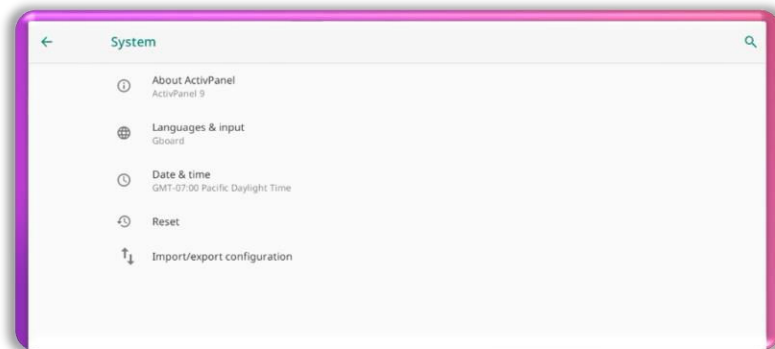 System
About ActivPanel
ActivPanel 9
Languages & input
Gboard
Date & time
GMT-07:00 Pacific Daylight Time
Reset
Import/export configuration